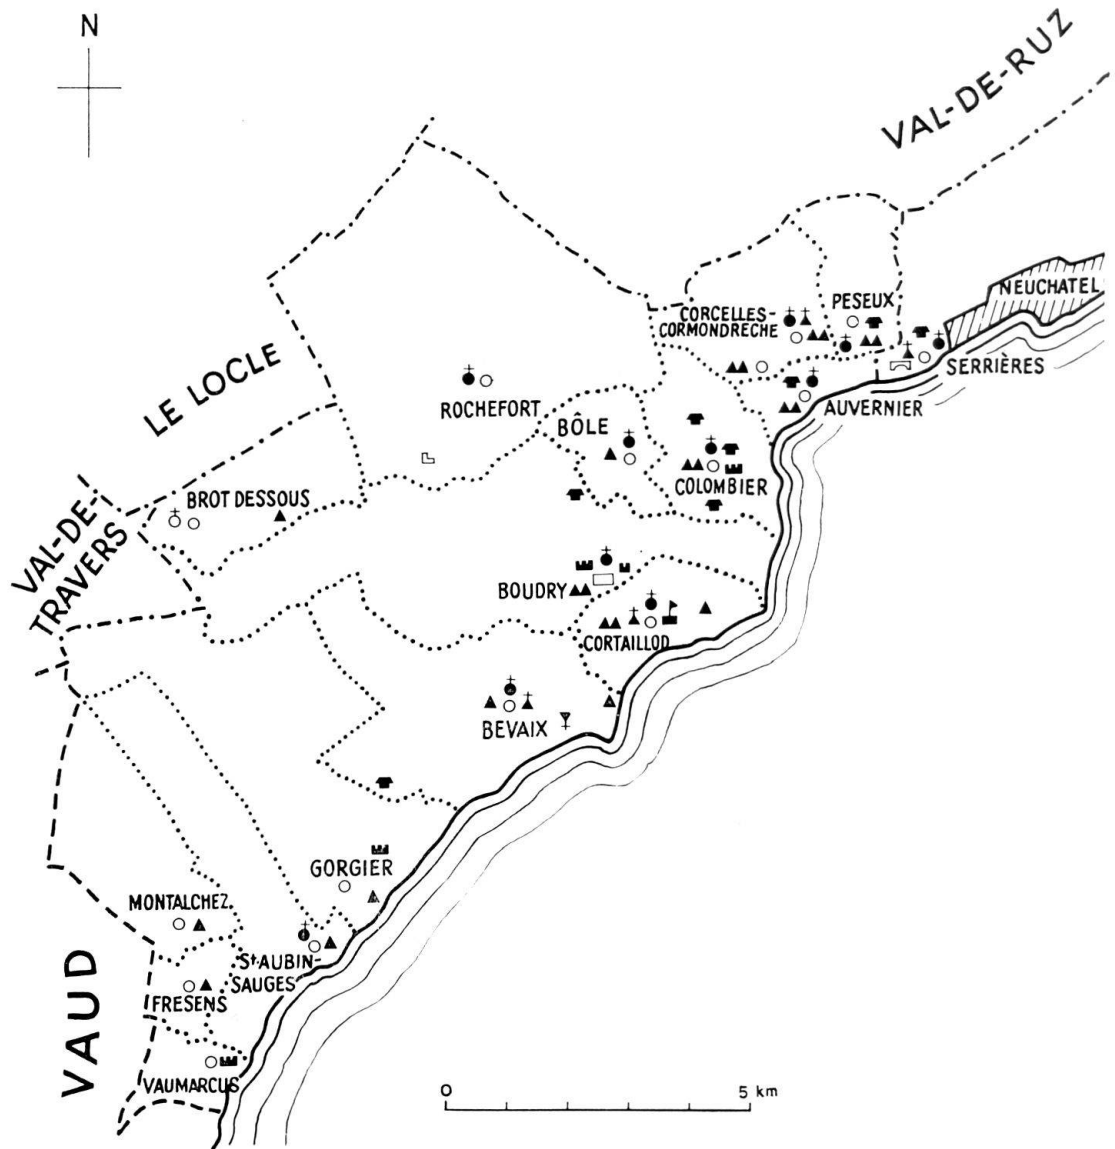 N
VAL-DE-RUZ
NEUCHATEL
PESEUX
CORCELLES-
CORMONDRÈCHE
SERRIÈRES
AUVERNIER
LE LOCLE
ROCHEFORT
BÔLE
COLOMBIER
BROT DESSOUS
VAL-DE-
TRAVERS
BOUDRY
CORTAILLOD
BEVAIX
GORGIER
MONTALCHEZ
St. AUBIN-
SAUGES
VAUD
FRESENS
VAUMARCUS
0 5 km